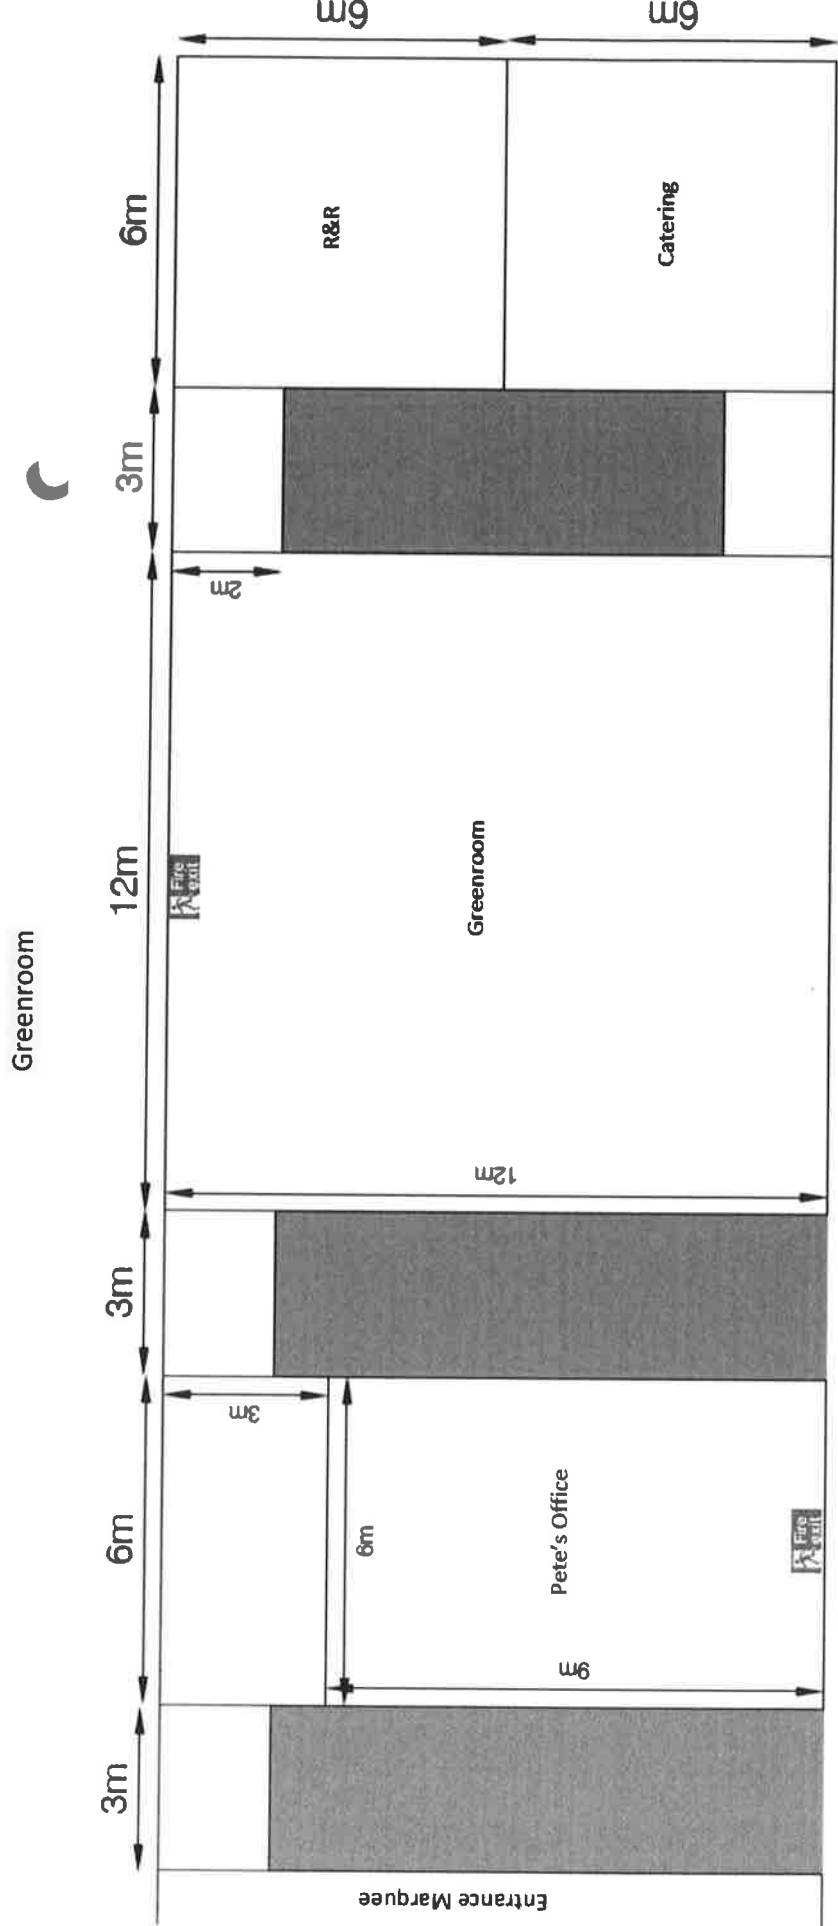 Greenroom
3m
6m
3m
12m
3m
6m
6m
6m
2m
12m
3m
6m
9m
Entrance Marquee
Pete's Office
Greenroom
R&R
Catering
Fire
exit
Fire
exit